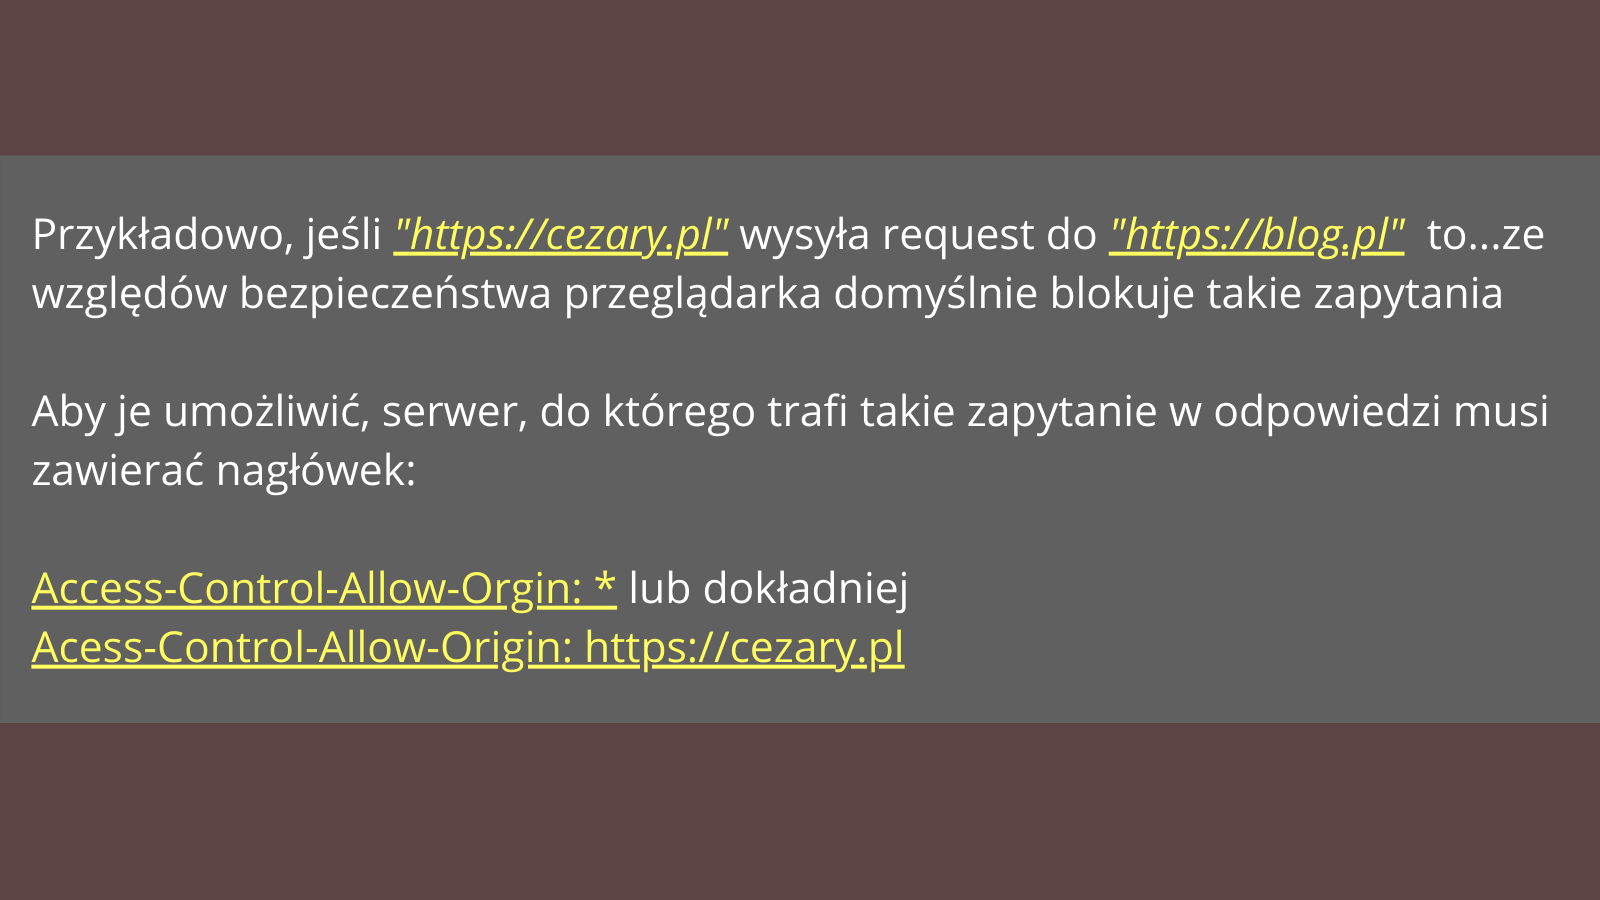 Przykładowo, jeśli "https://cezary.pl" wysyła request do "https://blog.pl"  to...ze
względów bezpieczeństwa przeglądarka domyślnie blokuje takie zapytania
Aby je umożliwić, serwer, do którego trafi takie zapytanie w odpowiedzi musi
zawierać nagłówek:
Access-Control-Allow-Orgin: * lub dokładniej
Acess-Control-Allow-Origin: https://cezary.pl